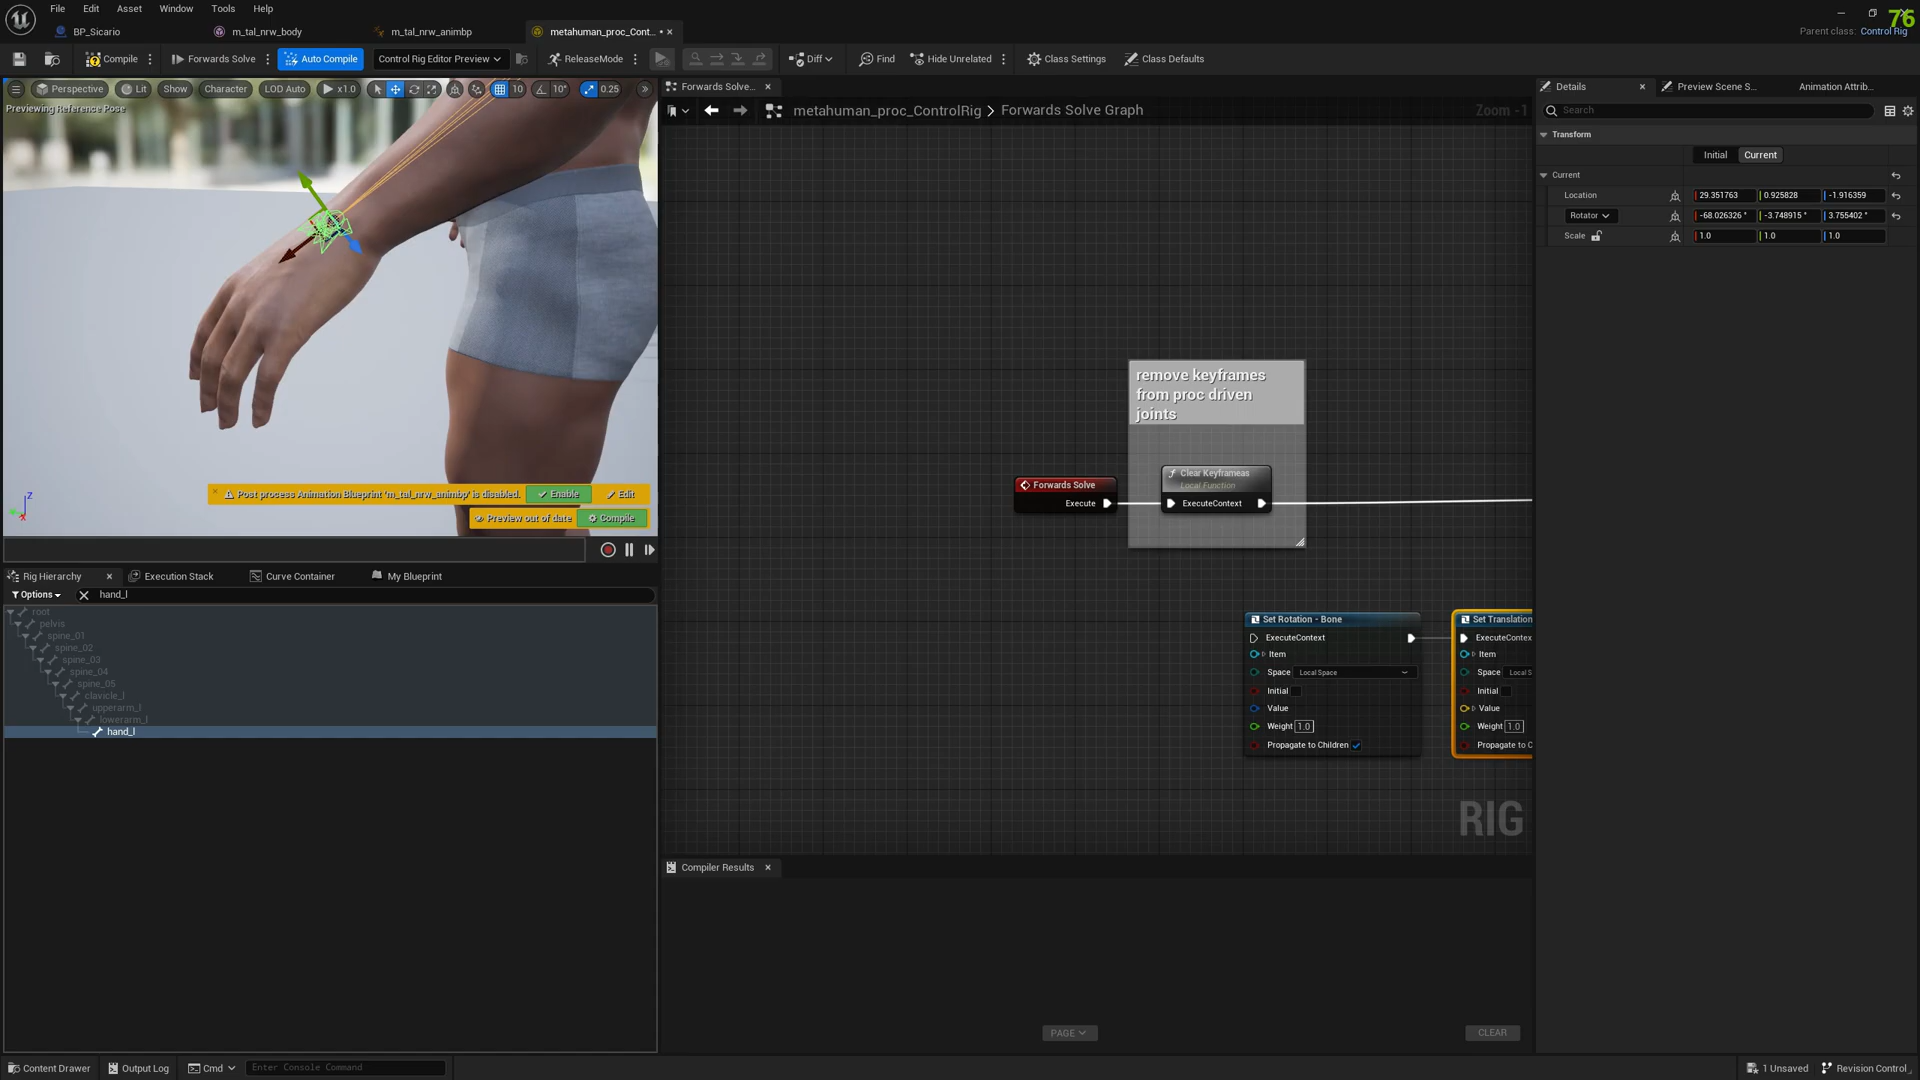 File Edit Asset Window Tools Help
76
BP_Sicario
m_tal_nrw_body
m_tal_nrw_animbp
metahuman_proc_Cont... •
Parent class: Control Rig
Compile
Forwards Solve
Auto Compile
Control Rig Editor Preview
ReleaseMode
Diff
Find
Hide Unrelated
Class Settings
Class Defaults
Perspective
Lit
Show
Character
LOD Auto
x1.0
10
10°
0.25
Previewing Reference Pose
Forwards Solve...
metahuman_proc_ControlRig > Forwards Solve Graph
Zoom -1
Details
Preview Scene S...
Animation Attrib...
Search
Transform
Initial
Current
Current
Location 29.351763 0.925828 -1.916359
Rotator -68.026326 ° -3.748915 ° 3.755402 °
Scale 1.0 1.0 1.0
remove keyframes
from proc driven
joints
Clear Keyframeas
Local Function
ExecuteContext
Forwards Solve
Execute
Post process Animation Blueprint 'm_tal_nrw_animbp' is disabled.
Enable
Edit
Preview out of date
Compile
Z
X
Rig Hierarchy
Execution Stack
Curve Container
My Blueprint
Options
hand_l
root
pelvis
spine_01
spine_02
spine_03
spine_04
spine_05
clavicle_l
upperarm_l
lowerarm_l
hand_l
Set Rotation - Bone
ExecuteContext
Item
Space Local Space
Initial
Value
Weight 1.0
Propagate to Children
Set Translation
ExecuteContex
Item
Space Local S
Initial
Value
Weight 1.0
Propagate to C
RIG
Compiler Results
PAGE
CLEAR
Content Drawer
Output Log
Cmd
Enter Console Command
1 Unsaved
Revision Control